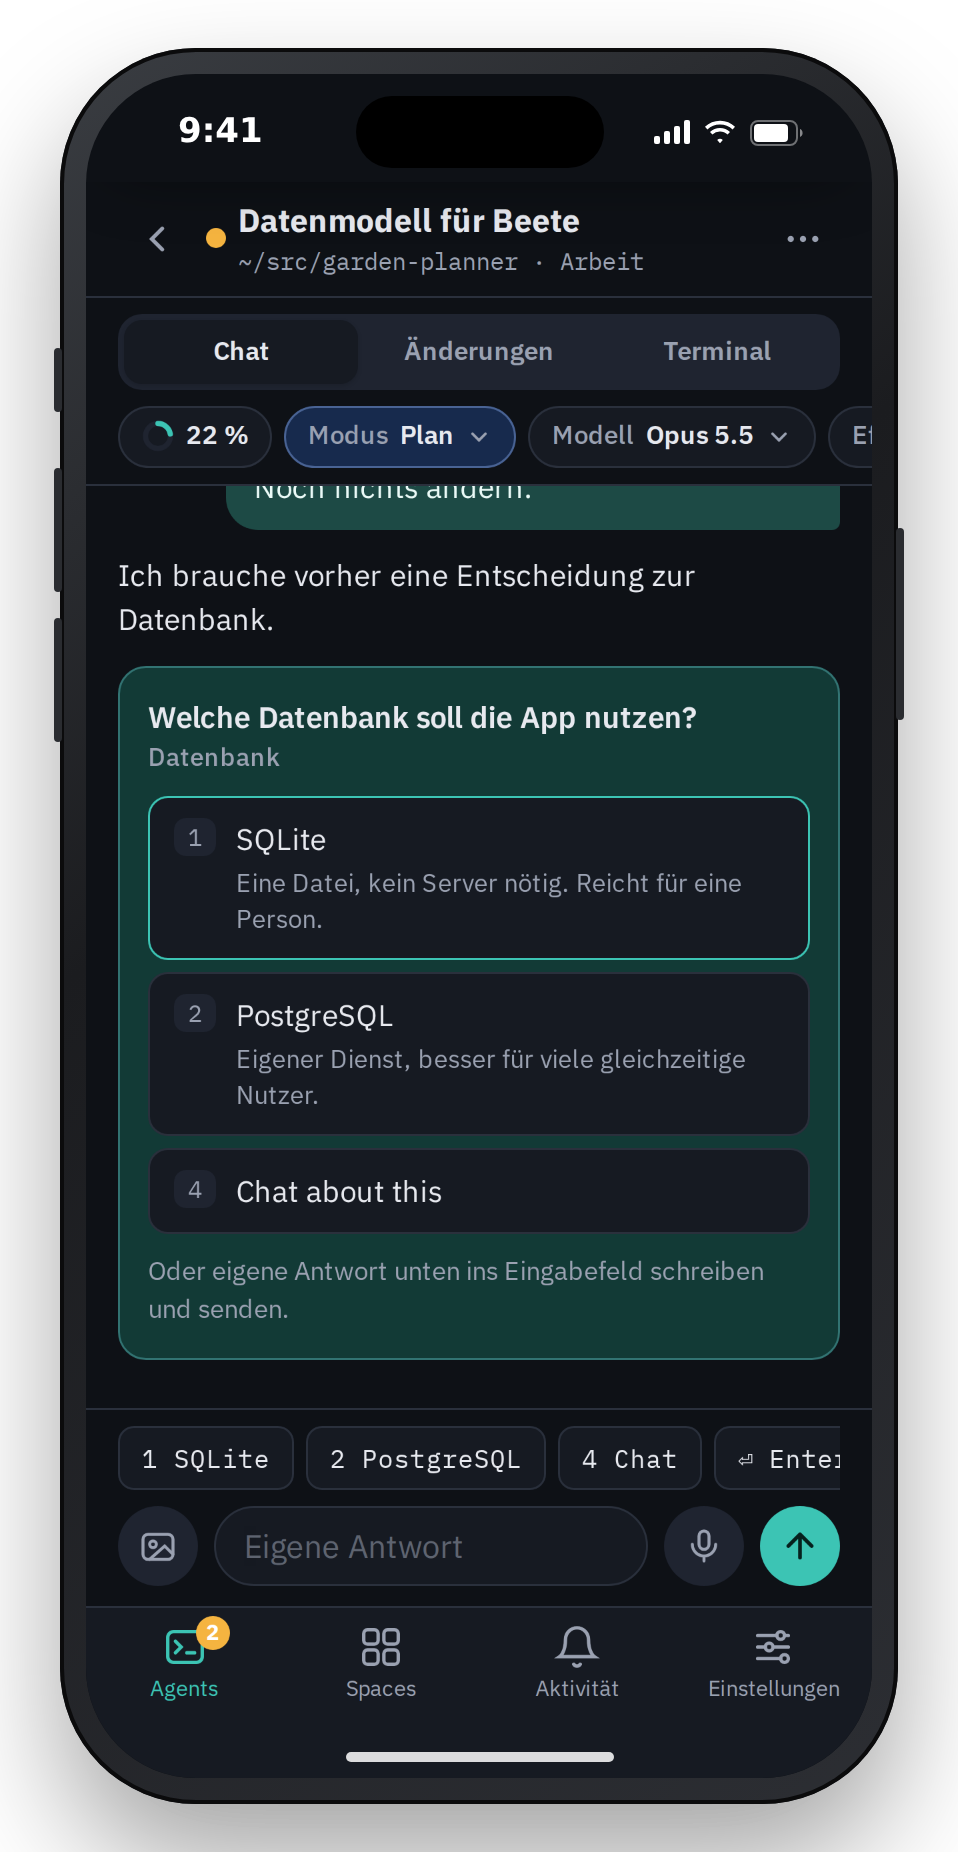 9:41
Datenmodell für Beete
~/src/garden-planner · Arbeit
Chat Änderungen Terminal
22 % Modus Plan Modell Opus 5.5
Noch nichts ändern.
Ich brauche vorher eine Entscheidung zur
Datenbank.
Welche Datenbank soll die App nutzen?
Datenbank
1 SQLite
Eine Datei, kein Server nötig. Reicht für eine
Person.
2 PostgreSQL
Eigener Dienst, besser für viele gleichzeitige
Nutzer.
4 Chat about this
Oder eigene Antwort unten ins Eingabefeld schreiben
und senden.
1 SQLite 2 PostgreSQL 4 Chat ⏎ Enter
Eigene Antwort
2
Agents Spaces Aktivität Einstellungen